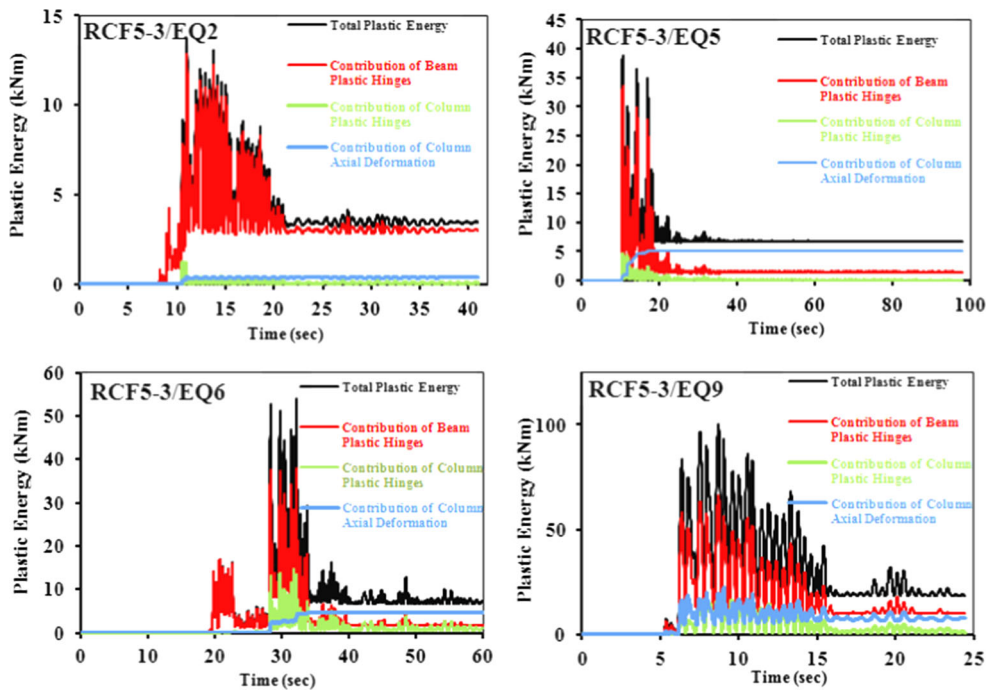 RCF5-3/EQ2
Total Plastic Energy
Contribution of Beam
Plastic Hinges
Contribution of Column
Plastic Hinges
Contribution of Column
Axial Deformation
Plastic Energy (kNm)
15
10
5
0
0 5 10 15 20 25 30 35 40
Time (sec)
RCF5-3/EQ5
Total Plastic Energy
Contribution of Beam
Plastic Hinges
Contribution of Column
Plastic Hinges
Contribution of Column
Axial Deformation
Plastic Energy (kNm)
45
40
35
30
25
20
15
10
5
0
0 20 40 60 80 100
Time (sec)
RCF5-3/EQ6
Total Plastic Energy
Contribution of Beam
Plastic Hinges
Contribution of Column
Plastic Hinges
Contribution of Column
Axial Deformation
Plastic Energy (kNm)
60
50
40
30
20
10
0
0 10 20 30 40 50 60
Time (sec)
RCF5-3/EQ9
Total Plastic Energy
Contribution of Beam
Plastic Hinges
Contribution of Column
Plastic Hinges
Contribution of Column
Axial Deformation
Plastic Energy (kNm)
100
50
0
0 5 10 15 20 25
Time (sec)